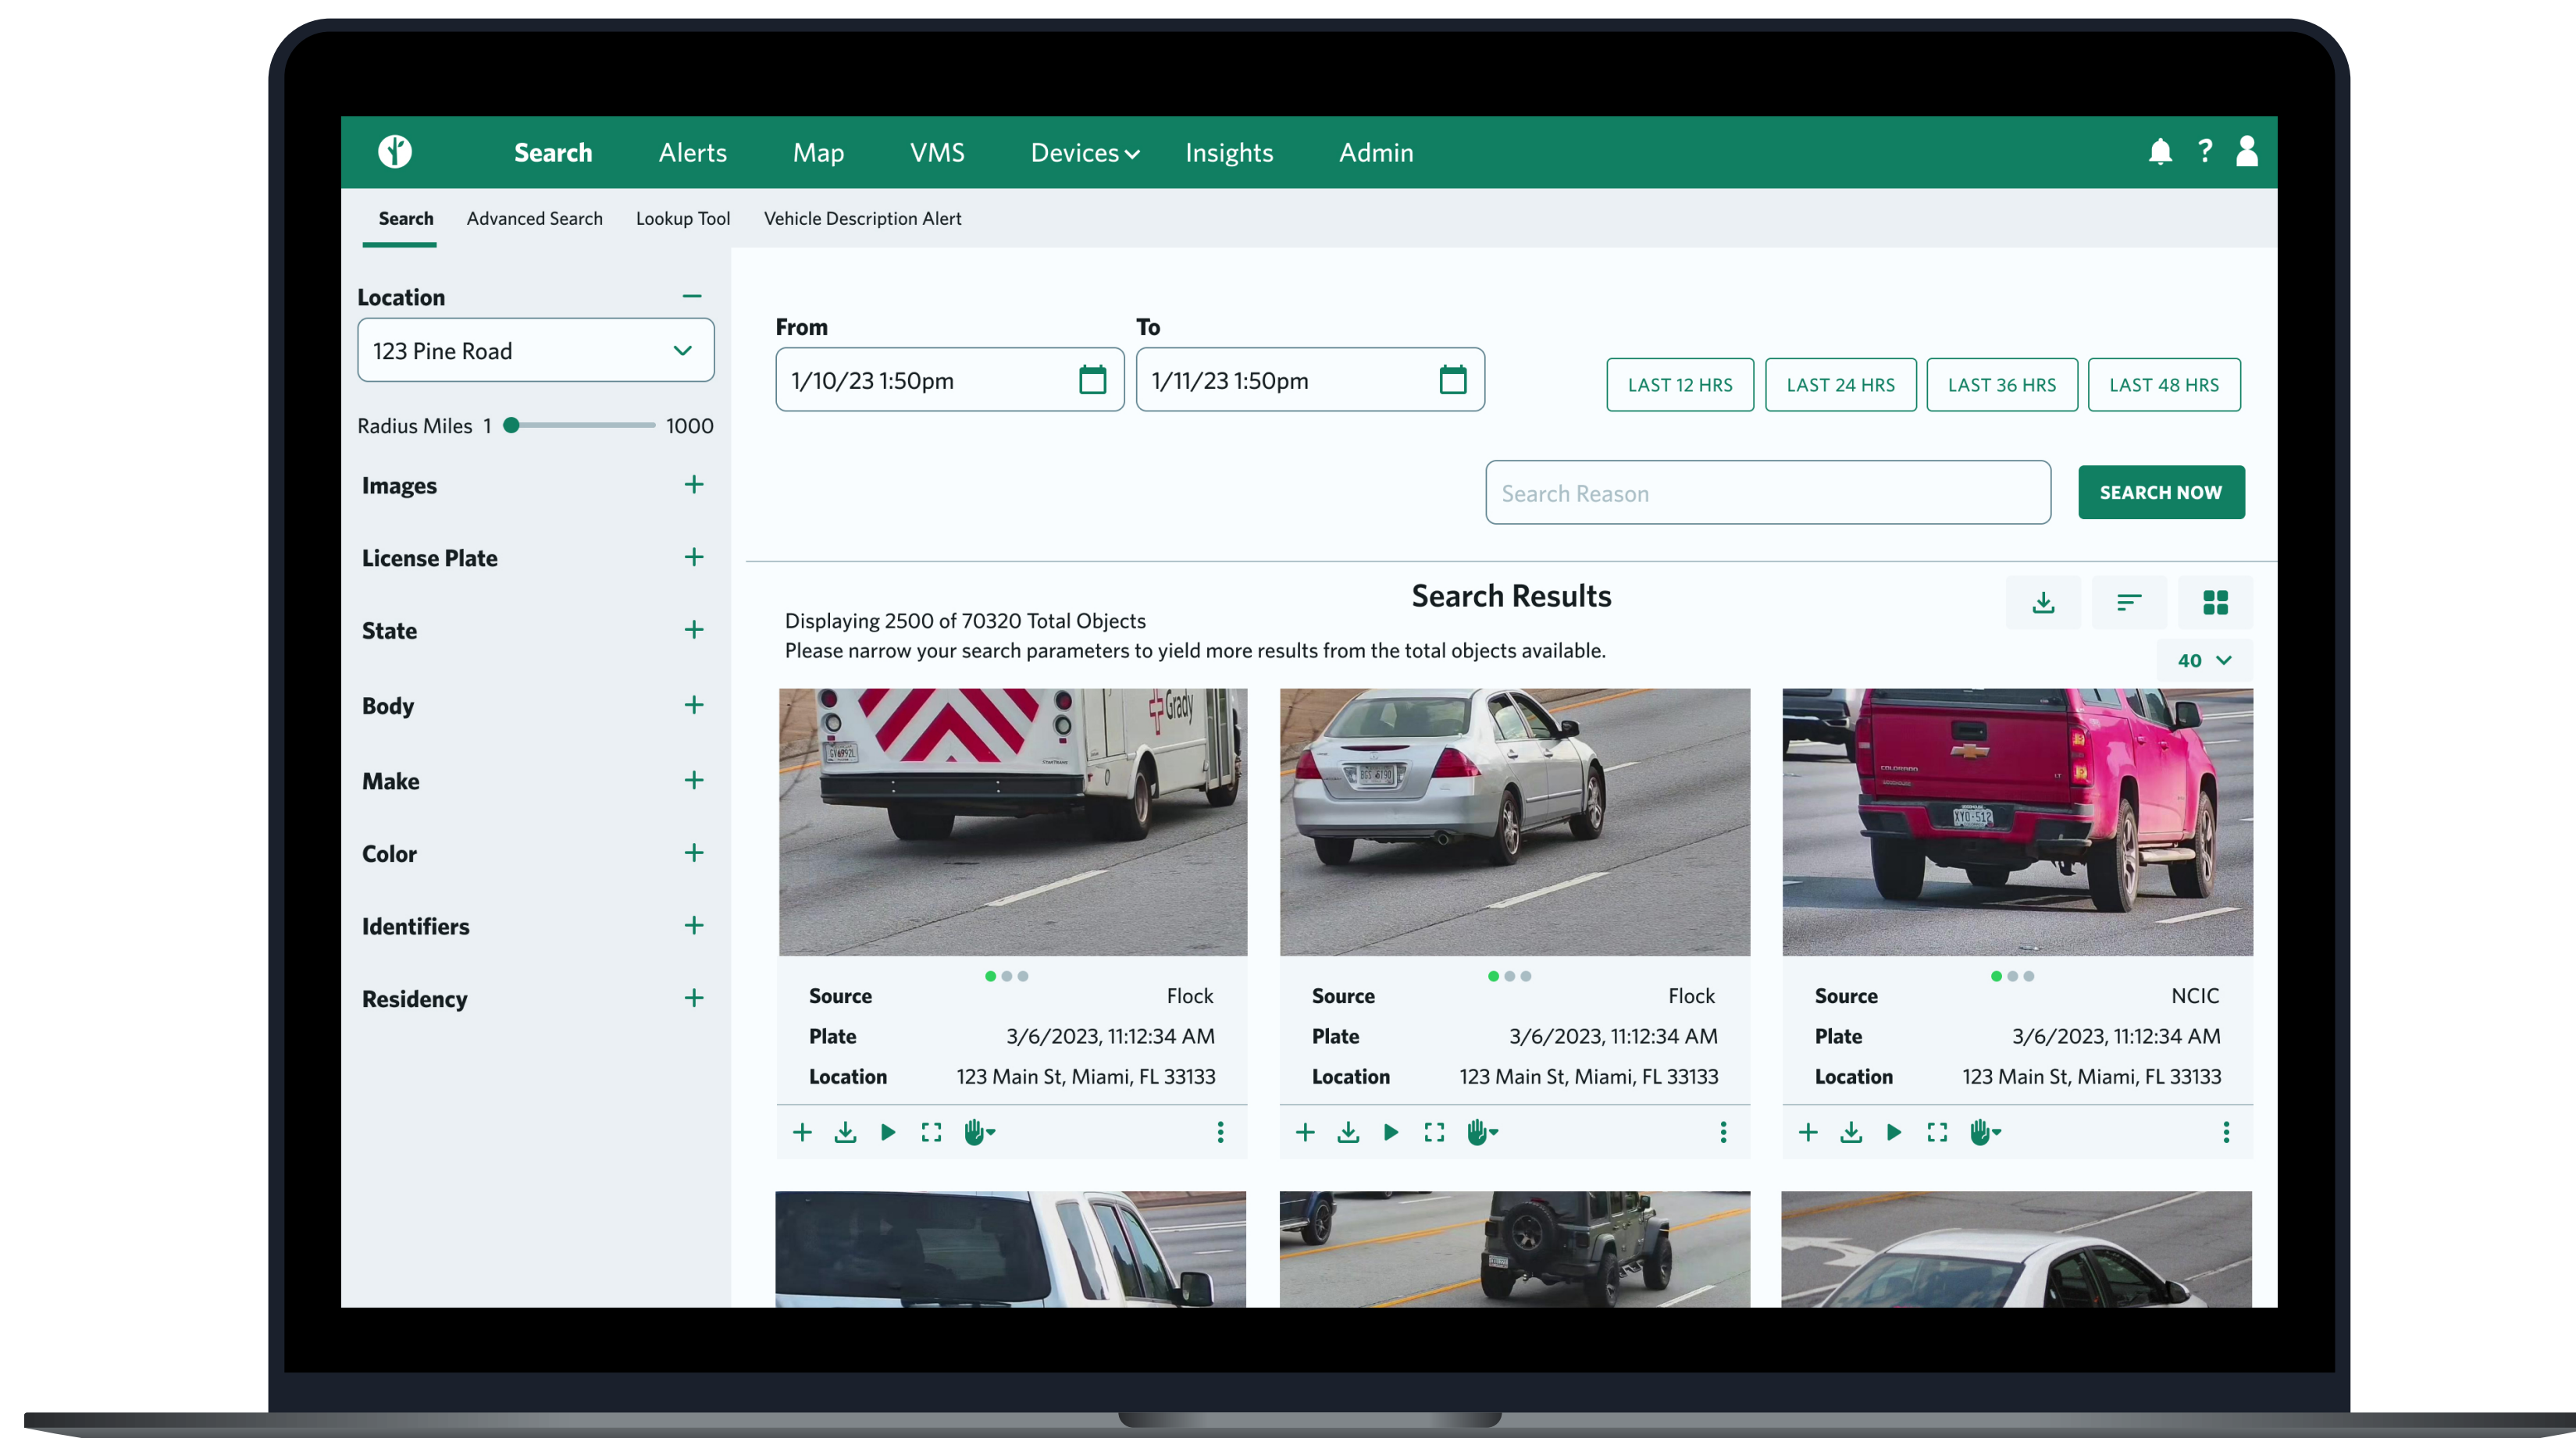 Search Alerts Map VMS Devices Insights Admin ?
Search Advanced Search Lookup Tool Vehicle Description Alert
Location
123 Pine Road
Radius Miles 1 1000
Images
License Plate
State
Body
Make
Color
Identifiers
Residency
From To
1/10/23 1:50pm 1/11/23 1:50pm
LAST 12 HRS LAST 24 HRS LAST 36 HRS LAST 48 HRS
Search Reason
SEARCH NOW
Search Results
Displaying 2500 of 70320 Total Objects
Please narrow your search parameters to yield more results from the total objects available.
40
Grady
COLORADO
LT
XYO-512
Source Flock
Plate 3/6/2023, 11:12:34 AM
Location 123 Main St, Miami, FL 33133
Source Flock
Plate 3/6/2023, 11:12:34 AM
Location 123 Main St, Miami, FL 33133
Source NCIC
Plate 3/6/2023, 11:12:34 AM
Location 123 Main St, Miami, FL 33133